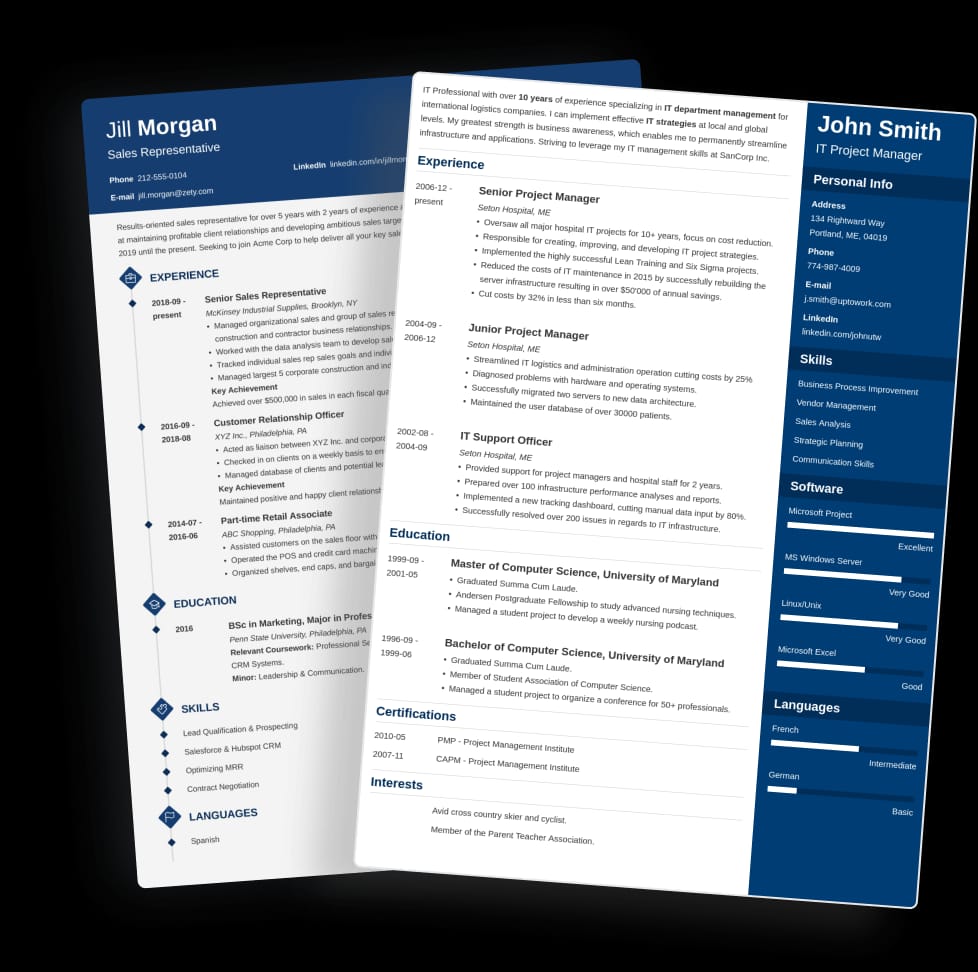 Jill Morgan
Sales Representative
Phone 212-555-0104
LinkedIn linkedin.com/in/jillmor
E-mail jill.morgan@zety.com
Results-oriented sales representative for over 5 years with 2 years of experience
at maintaining profitable client relationships and developing ambitious sales targe
2019 until the present. Seeking to join Acme Corp to help deliver all your key sale
EXPERIENCE
2018-09 -
present
Senior Sales Representative
McKinsey Industrial Supplies, Brooklyn, NY
• Managed organizational sales and group of sales re
construction and contractor business relationships.
• Worked with the data analysis team to develop sal
• Tracked individual sales rep sales goals and indivi
• Managed largest 5 corporate construction and ind
Key Achievement
Achieved over $500,000 in sales in each fiscal qua
2016-09 -
2018-08
Customer Relationship Officer
XYZ Inc., Philadelphia, PA
• Acted as liaison between XYZ Inc. and corpora
• Checked in on clients on a weekly basis to en
• Managed database of clients and potential lea
Key Achievement
Maintained positive and happy client relationsh
2014-07 -
2016-06
Part-time Retail Associate
ABC Shopping, Philadelphia, PA
• Assisted customers on the sales floor with
• Operated the POS and credit card machin
• Organized shelves, end caps, and bargai
EDUCATION
2016
BSc in Marketing, Major in Profes
Penn State University, Philadelphia, PA
Relevant Coursework: Professional Se
CRM Systems.
Minor: Leadership & Communication.
SKILLS
Lead Qualification & Prospecting
Salesforce & Hubspot CRM
Optimizing MRR
Contract Negotiation
LANGUAGES
Spanish
IT Professional with over 10 years of experience specializing in IT department management for
international logistics companies. I can implement effective IT strategies at local and global
levels. My greatest strength is business awareness, which enables me to permanently streamline
infrastructure and applications. Striving to leverage my IT management skills at SanCorp Inc.
Experience
2006-12 -
present
Senior Project Manager
Seton Hospital, ME
• Oversaw all major hospital IT projects for 10+ years, focus on cost reduction.
• Responsible for creating, improving, and developing IT project strategies.
• Implemented the highly successful Lean Training and Six Sigma projects.
• Reduced the costs of IT maintenance in 2015 by successfully rebuilding the
server infrastructure resulting in over $50'000 of annual savings.
• Cut costs by 32% in less than six months.
2004-09 -
2006-12
Junior Project Manager
Seton Hospital, ME
• Streamlined IT logistics and administration operation cutting costs by 25%
• Diagnosed problems with hardware and operating systems.
• Successfully migrated two servers to new data architecture.
• Maintained the user database of over 30000 patients.
2002-08 -
2004-09
IT Support Officer
Seton Hospital, ME
• Provided support for project managers and hospital staff for 2 years.
• Prepared over 100 infrastructure performance analyses and reports.
• Implemented a new tracking dashboard, cutting manual data input by 80%.
• Successfully resolved over 200 issues in regards to IT infrastructure.
Education
1999-09 -
2001-05
Master of Computer Science, University of Maryland
• Graduated Summa Cum Laude.
• Andersen Postgraduate Fellowship to study advanced nursing techniques.
• Managed a student project to develop a weekly nursing podcast.
1996-09 -
1999-06
Bachelor of Computer Science, University of Maryland
• Graduated Summa Cum Laude.
• Member of Student Association of Computer Science.
• Managed a student project to organize a conference for 50+ professionals.
Certifications
2010-05 PMP - Project Management Institute
2007-11 CAPM - Project Management Institute
Interests
Avid cross country skier and cyclist.
Member of the Parent Teacher Association.
John Smith
IT Project Manager
Personal Info
Address
134 Rightward Way
Portland, ME, 04019
Phone
774-987-4009
E-mail
j.smith@uptowork.com
LinkedIn
linkedin.com/johnutw
Skills
Business Process Improvement
Vendor Management
Sales Analysis
Strategic Planning
Communication Skills
Software
Microsoft Project
Excellent
MS Windows Server
Very Good
Linux/Unix
Very Good
Microsoft Excel
Good
Languages
French
Intermediate
German
Basic